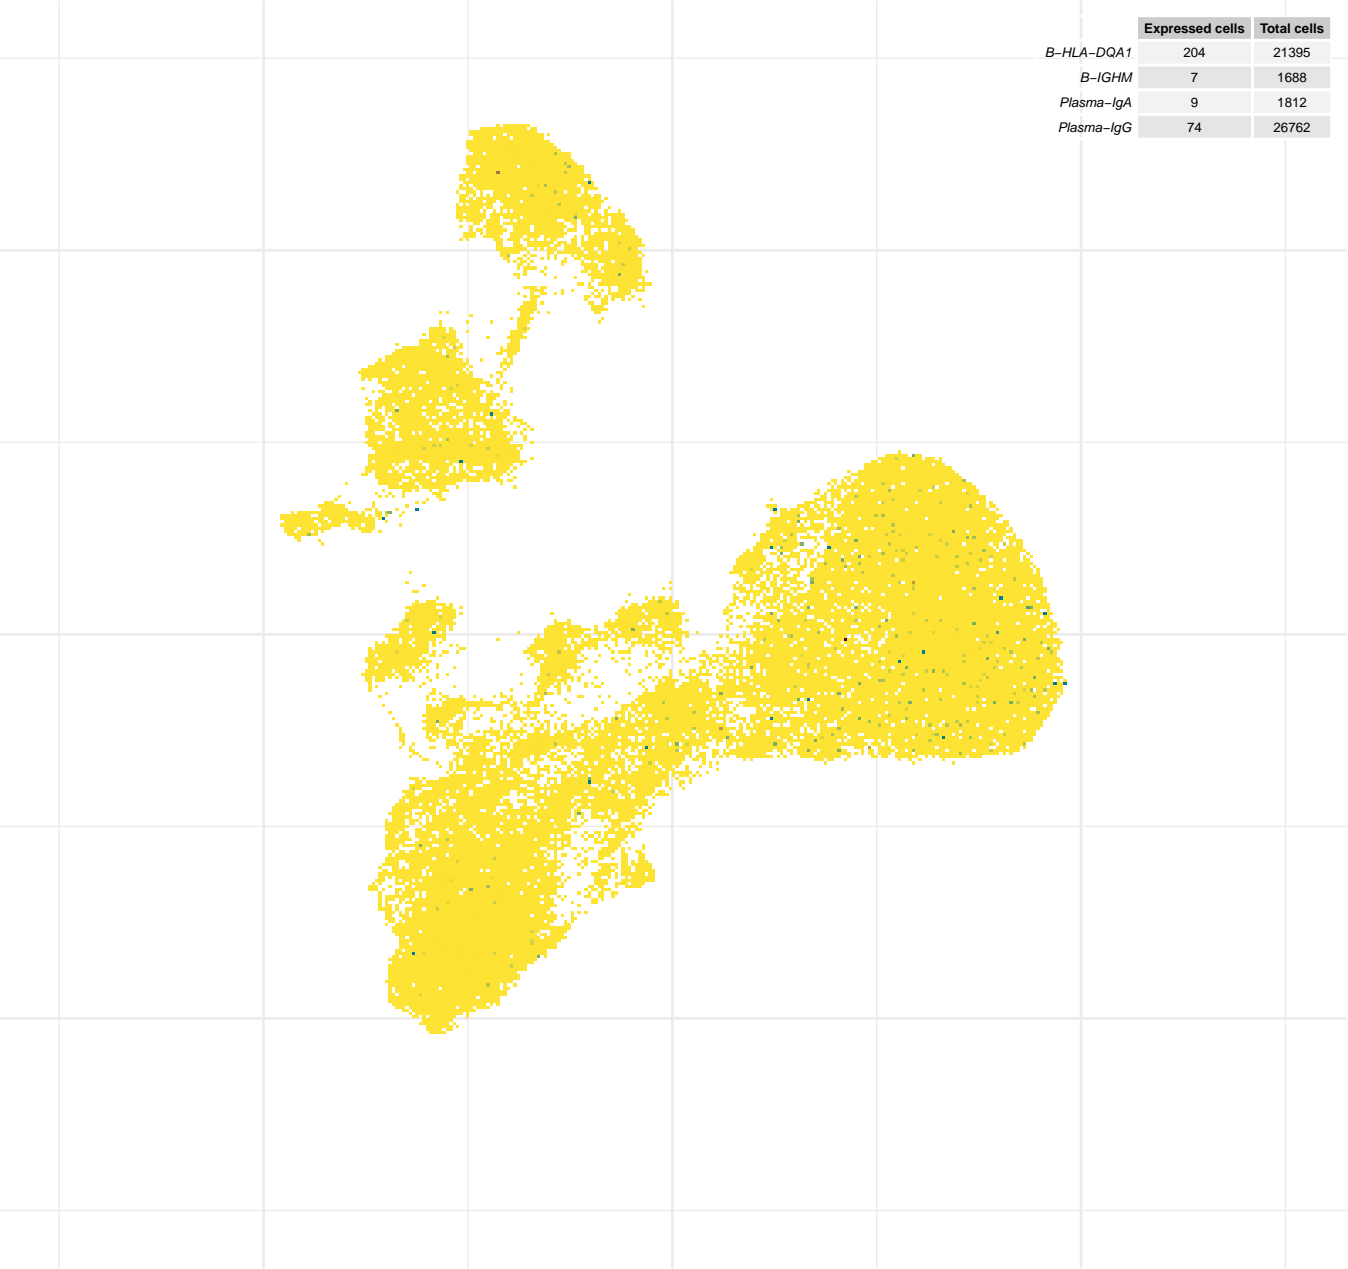 Expressed cells Total cells
B−HLA−DQA1 204 21395
B−IGHM 7 1688
Plasma−IgA 9 1812
Plasma−IgG 74 26762